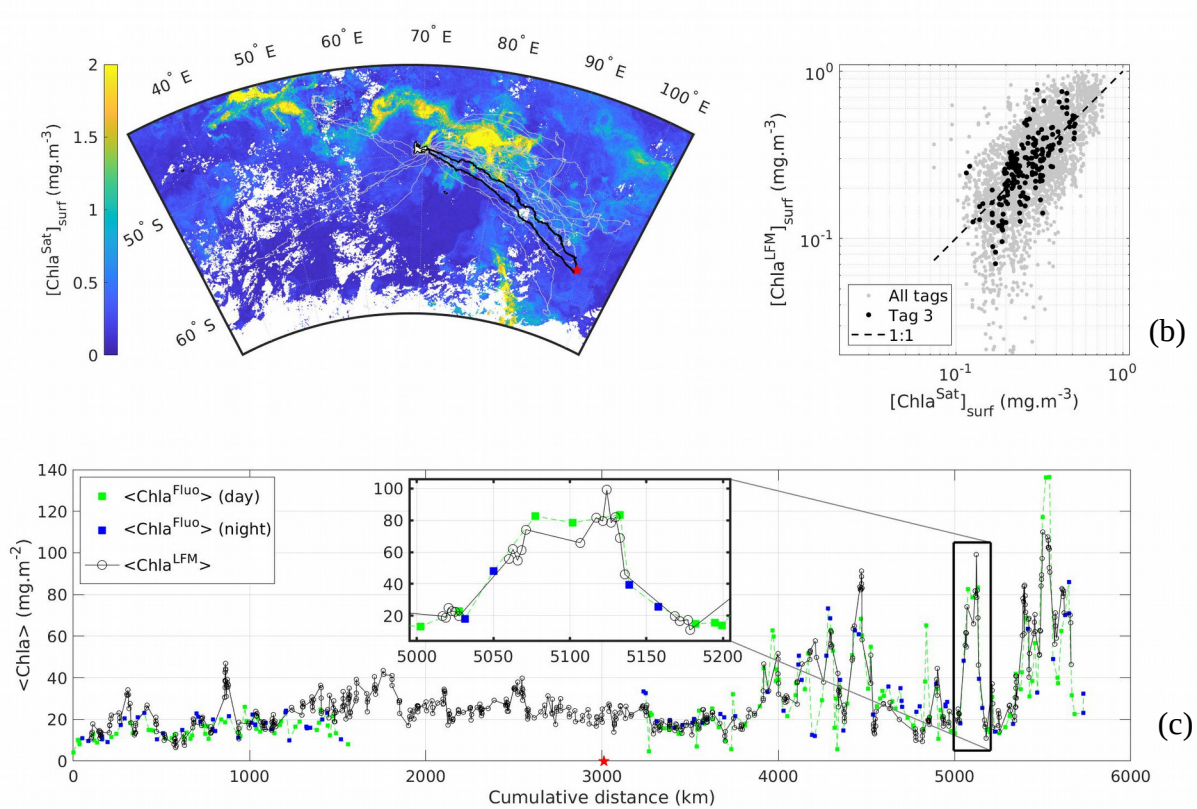 40° E
50° E
60° E
70° E
80° E
90° E
100° E
50° S
60° S
2
1.5
1
0.5
0
[Chla^Sat]_surf (mg.m^-3)
10^0
10^-1
[Chla^LFM]_surf (mg.m^-3)
All tags
Tag 3
1:1
10^-1 10^0
[Chla^Sat]_surf (mg.m^-3)
(b)
140
120
100
80
60
40
20
0
<Chla> (mg.m^-2)
<Chla^Fluo> (day)
<Chla^Fluo> (night)
<Chla^LFM>
100
80
60
40
20
5000 5050 5100 5150 5200
(c)
0 1000 2000 3000 4000 5000 6000
Cumulative distance (km)